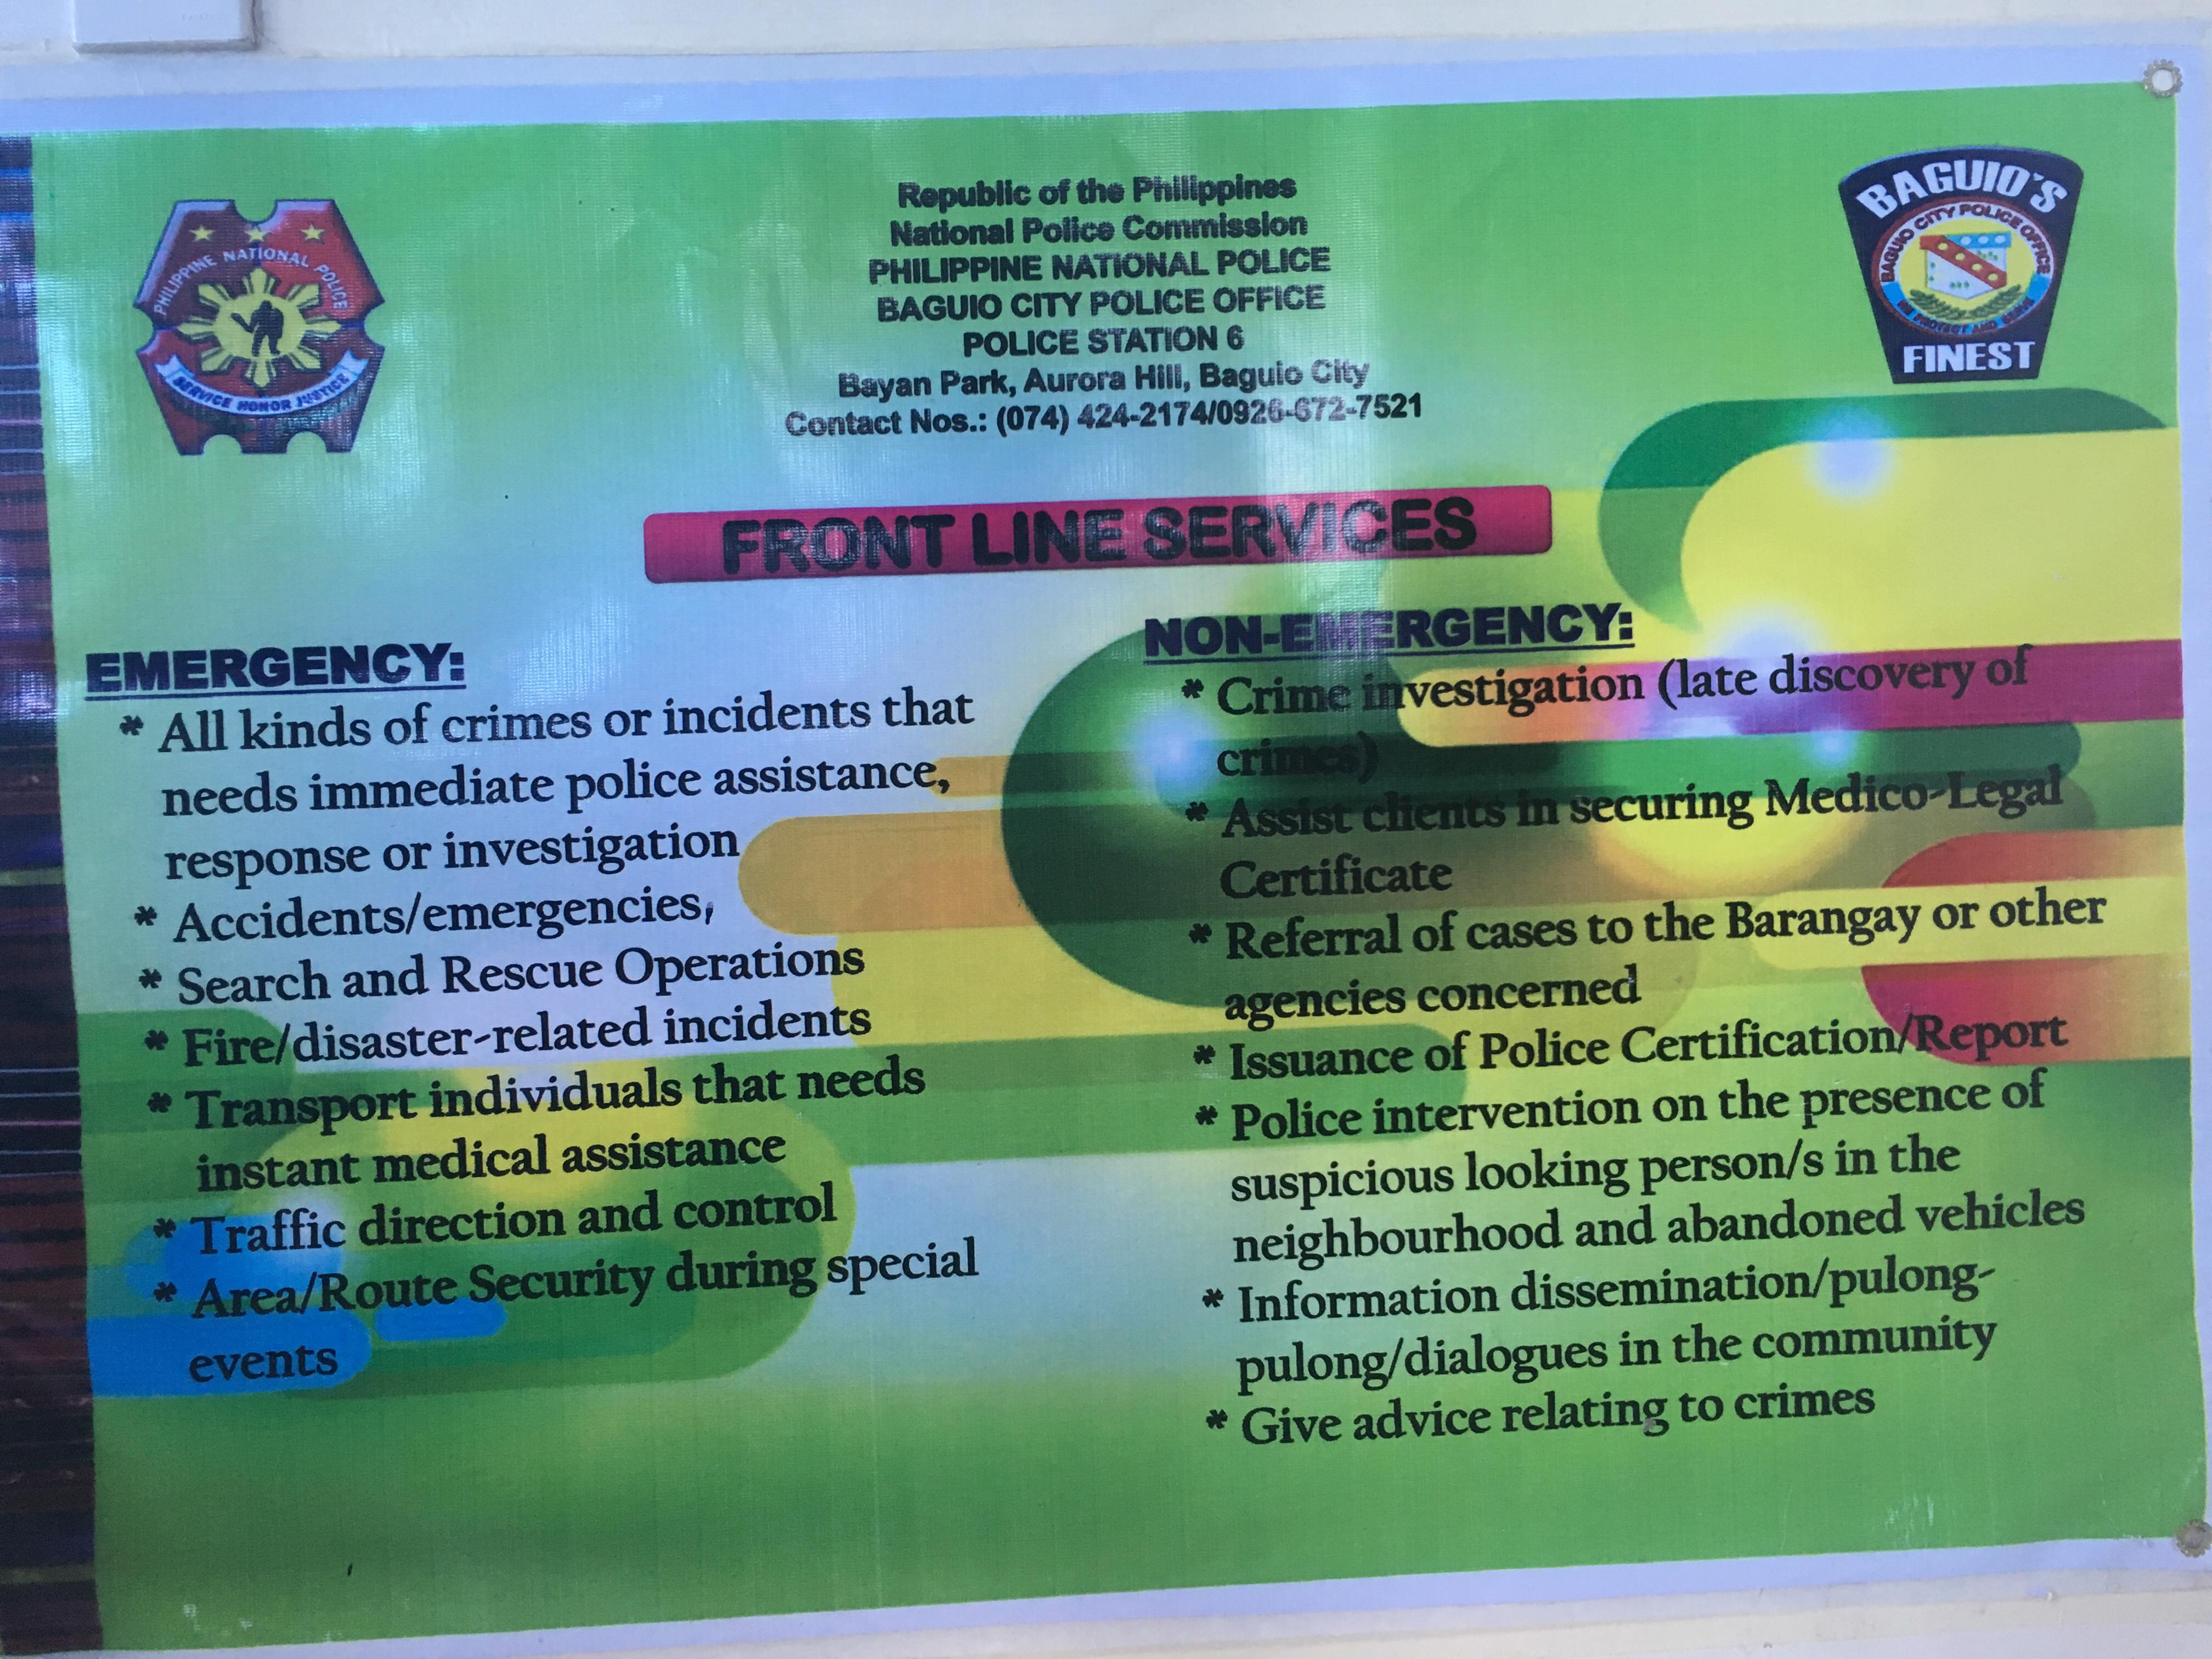 Republic of the Philippines
National Police Commission
PHILIPPINE NATIONAL POLICE
BAGUIO CITY POLICE OFFICE
POLICE STATION 6
Bayan Park, Aurora Hill, Baguio City
Contact Nos.: (074) 424-2174/0926-672-7521
PHILIPPINE NATIONAL POLICE
SERVICE HONOR JUSTICE
BAGUIO'S
BAGUIO CITY POLICE OFFICE
PROTECT AND
FINEST
FRONT LINE SERVICES
EMERGENCY:
* All kinds of crimes or incidents that
needs immediate police assistance,
response or investigation
* Accidents/emergencies,
* Search and Rescue Operations
* Fire/disaster-related incidents
* Transport individuals that needs
instant medical assistance
* Traffic direction and control
* Area/Route Security during special
events
NON-EMERGENCY:
* Crime investigation (late discovery of
crimes)
* Assist clients in securing Medico-Legal
Certificate
* Referral of cases to the Barangay or other
agencies concerned
* Issuance of Police Certification/Report
* Police intervention on the presence of
suspicious looking person/s in the
neighbourhood and abandoned vehicles
* Information dissemination/pulong-
pulong/dialogues in the community
* Give advice relating to crimes